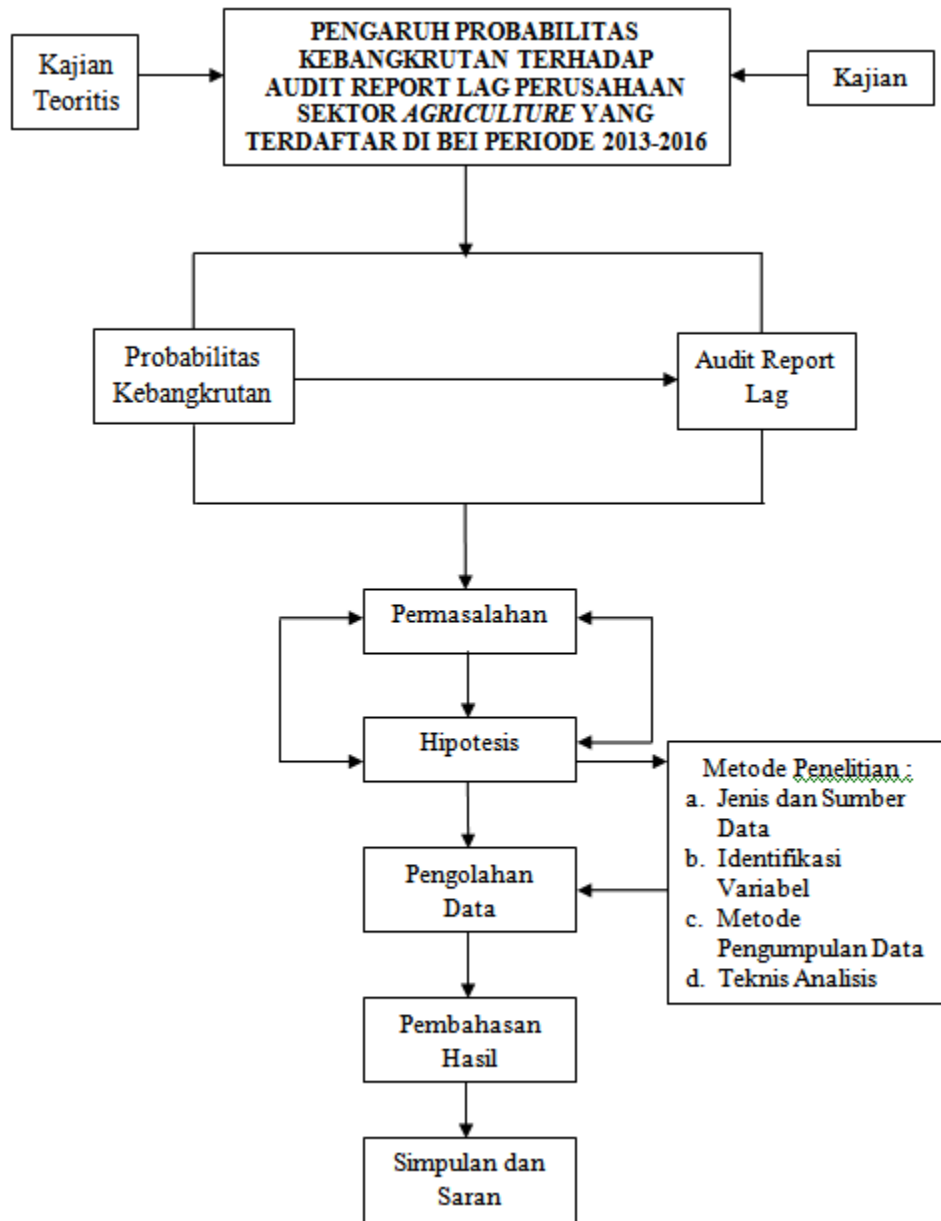 PENGARUH PROBABILITAS
KEBANGKRUTAN TERHADAP
AUDIT REPORT LAG PERUSAHAAN
SEKTOR AGRICULTURE YANG
TERDAFTAR DI BEI PERIODE 2013-2016
Kajian
Teoritis
Kajian
Probabilitas
Kebangkrutan
Audit Report
Lag
Permasalahan
Hipotesis
Metode Penelitian :
a. Jenis dan Sumber
Data
b. Identifikasi
Variabel
c. Metode
Pengumpulan Data
d. Teknis Analisis
Pengolahan
Data
Pembahasan
Hasil
Simpulan dan
Saran